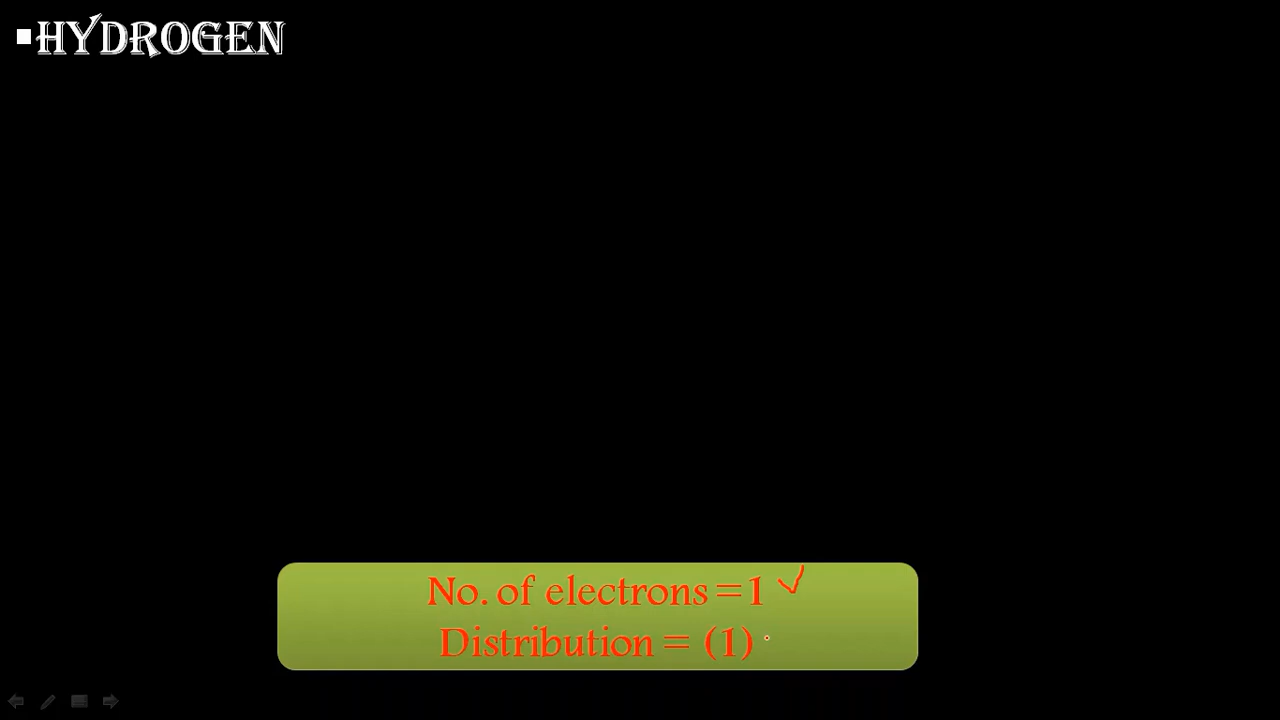 ▪HYDROGEN
No. of electrons =1 ✓
Distribution = (1)